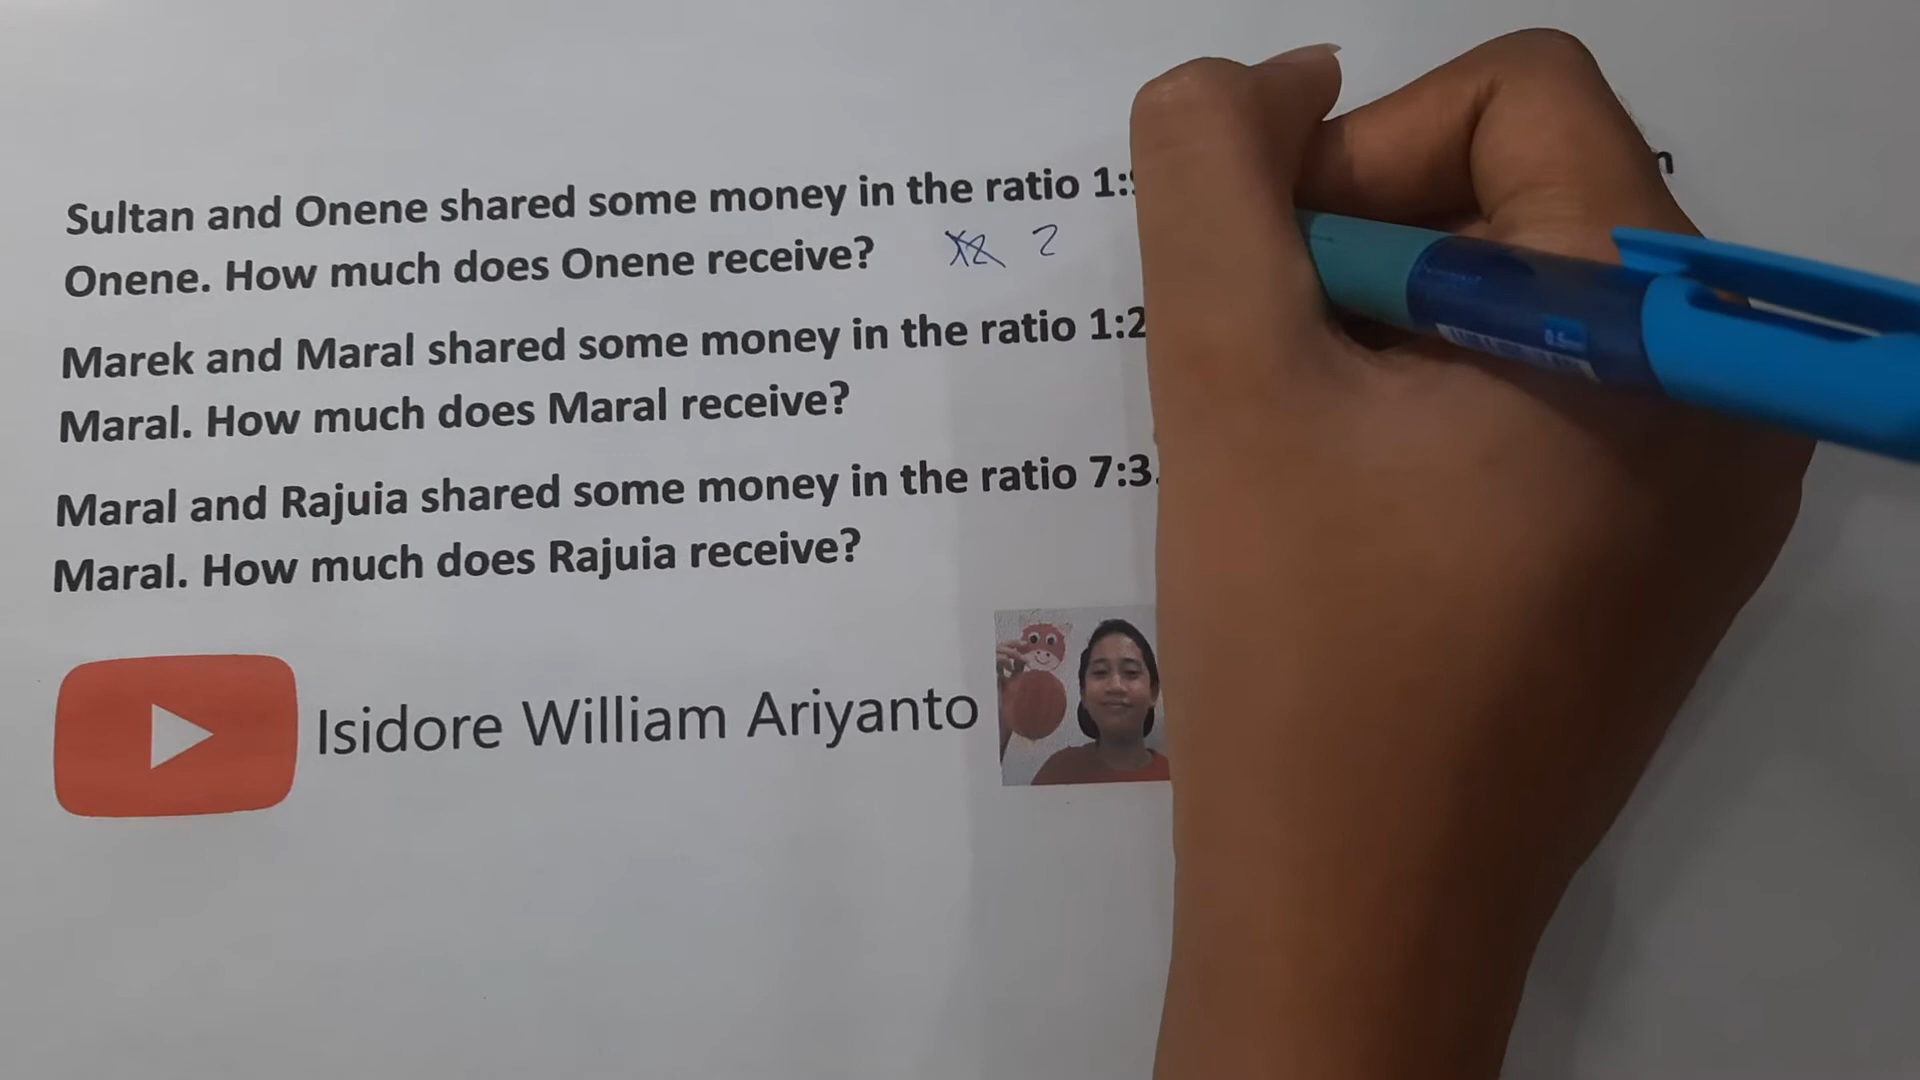 Sultan and Onene shared some money in the ratio 1:
Onene. How much does Onene receive? 2
Marek and Maral shared some money in the ratio 1:2
Maral. How much does Maral receive?
Maral and Rajuia shared some money in the ratio 7:3.
Maral. How much does Rajuia receive?
Isidore William Ariyanto
0.5